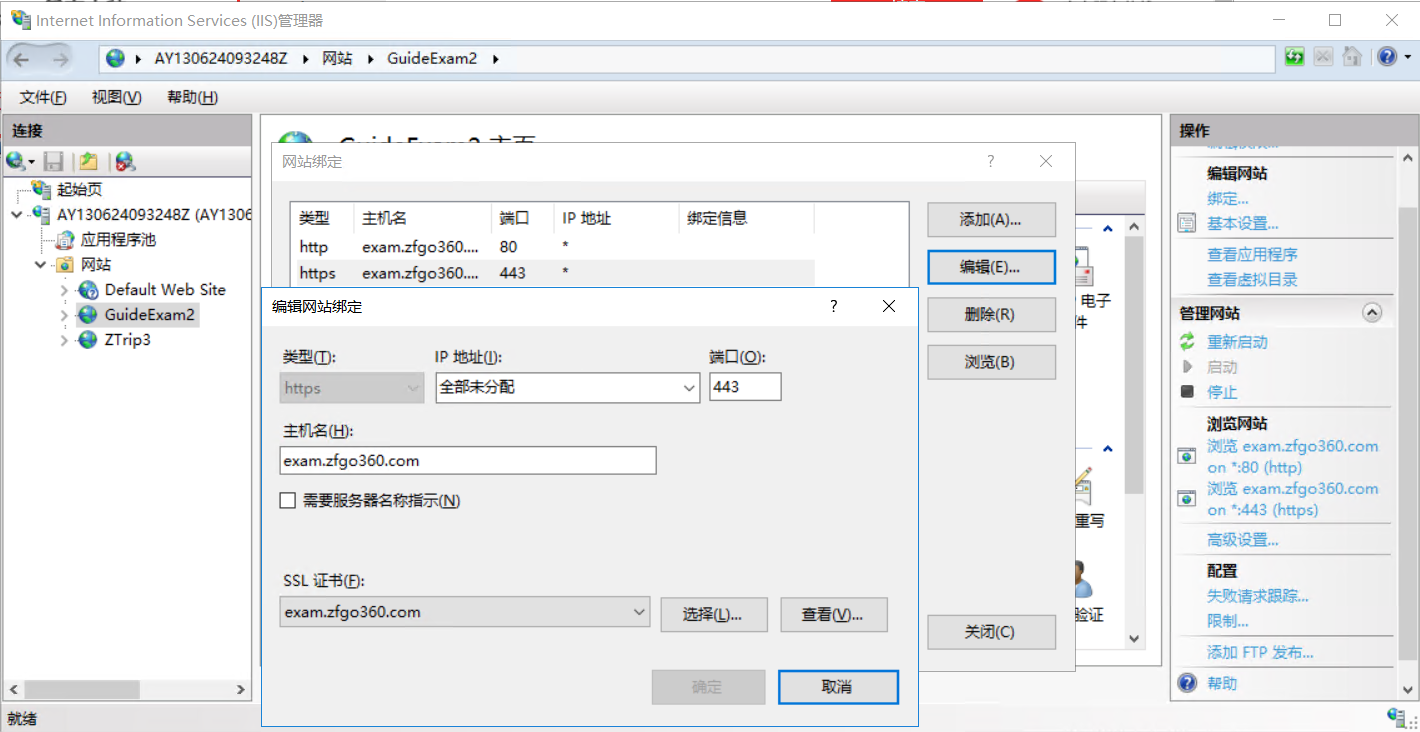 Internet Information Services (IIS)管理器
AY130624093248Z 网站 GuideExam2
文件(F) 视图(V) 帮助(H)
连接
起始页
AY130624093248Z (AY1306
应用程序池
网站
Default Web Site
GuideExam2
ZTrip3
就绪
GuideExam2 主页
网站绑定
?
类型 主机名 端口 IP 地址 绑定信息
http exam.zfgo360.... 80 *
https exam.zfgo360.... 443 *
添加(A)...
编辑(E)...
删除(R)
浏览(B)
关闭(C)
电子
件
重写
验证
编辑网站绑定
?
类型(T): IP 地址(I): 端口(O):
https 全部未分配 443
主机名(H):
exam.zfgo360.com
需要服务器名称指示(N)
SSL 证书(F):
exam.zfgo360.com 选择(L)... 查看(V)...
确定 取消
操作
编辑网站
绑定...
基本设置...
查看应用程序
查看虚拟目录
管理网站
重新启动
启动
停止
浏览网站
浏览 exam.zfgo360.com
on *:80 (http)
浏览 exam.zfgo360.com
on *:443 (https)
高级设置...
配置
失败请求跟踪...
限制...
添加 FTP 发布...
帮助